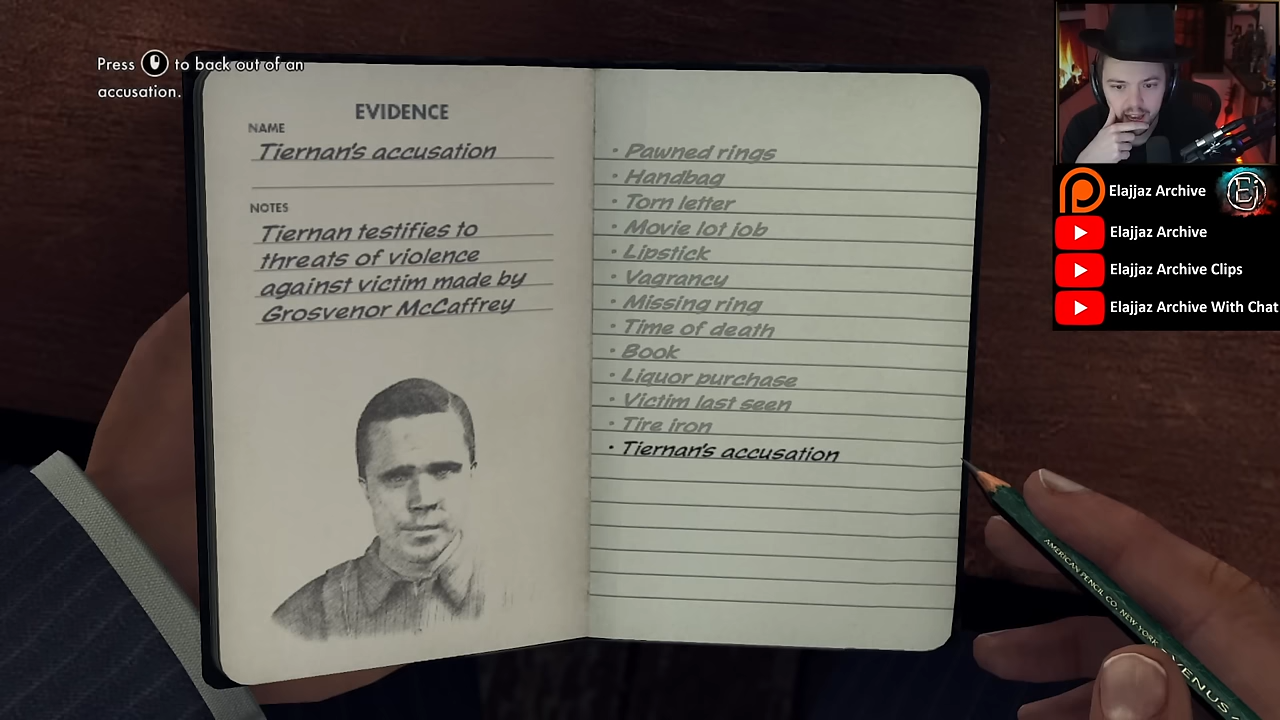 Press to back out of an
accusation.
EVIDENCE
NAME
Tiernan's accusation
NOTES
Tiernan testifies to
threats of violence
against victim made by
Grosvenor McCaffrey
• Pawned rings
• Handbag
• Torn letter
• Movie lot job
• Lipstick
• Vagrancy
• Missing ring
• Time of death
• Book
• Liquor purchase
• Victim last seen
• Tire iron
• Tiernan's accusation
AMERICAN PENCIL CO. NEW YORK
VENUS
Elajjaz Archive
Ej
Elajjaz Archive
Elajjaz Archive Clips
Elajjaz Archive With Chat